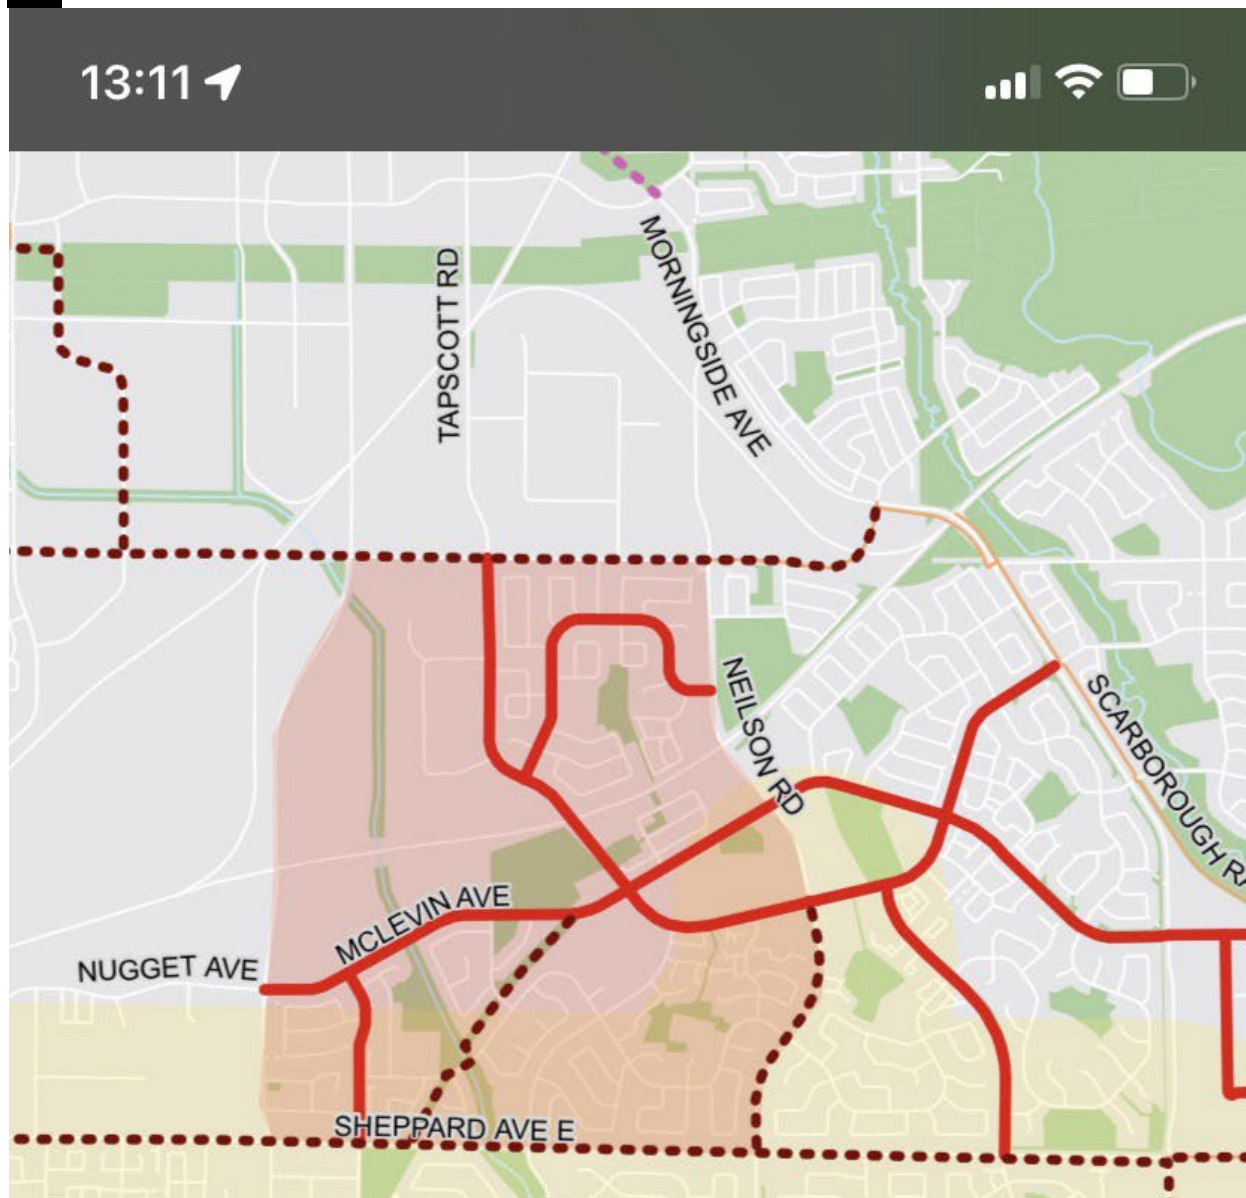 13:11
TAPSCOTT RD
MORNINGSIDE AVE
NEILSON RD
SCARBOROUGH
MCLEVIN AVE
NUGGET AVE
SHEPPARD AVE E